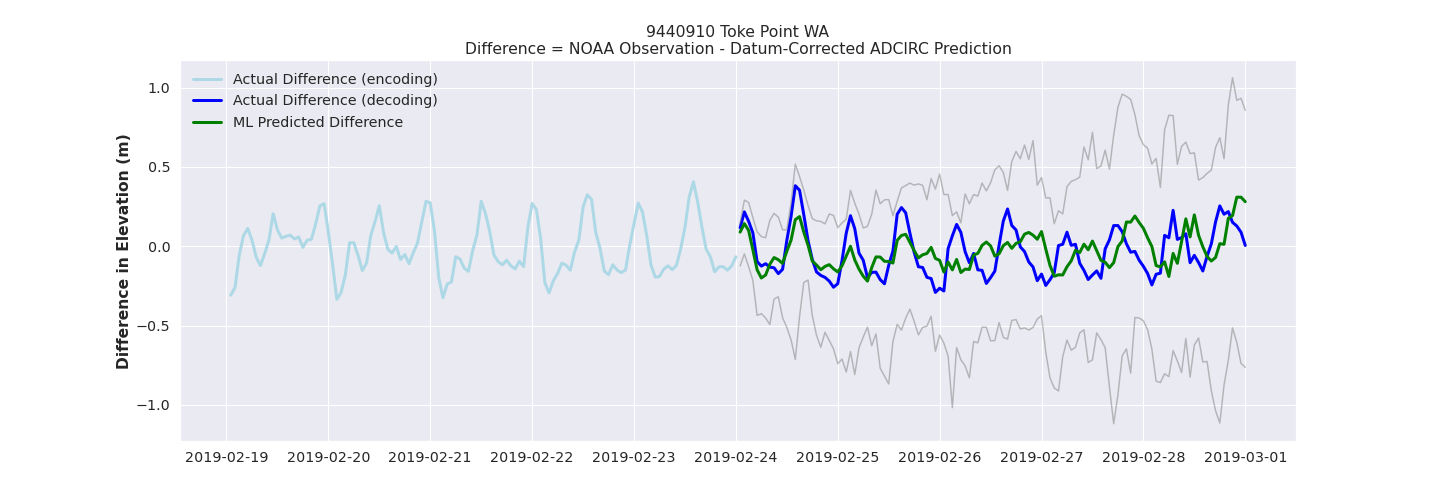 9440910 Toke Point WA
Difference = NOAA Observation - Datum-Corrected ADCIRC Prediction
Actual Difference (encoding)
Actual Difference (decoding)
ML Predicted Difference
Difference in Elevation (m)
1.0
0.5
0.0
−0.5
−1.0
2019-02-19 2019-02-20 2019-02-21 2019-02-22 2019-02-23 2019-02-24 2019-02-25 2019-02-26 2019-02-27 2019-02-28 2019-03-01